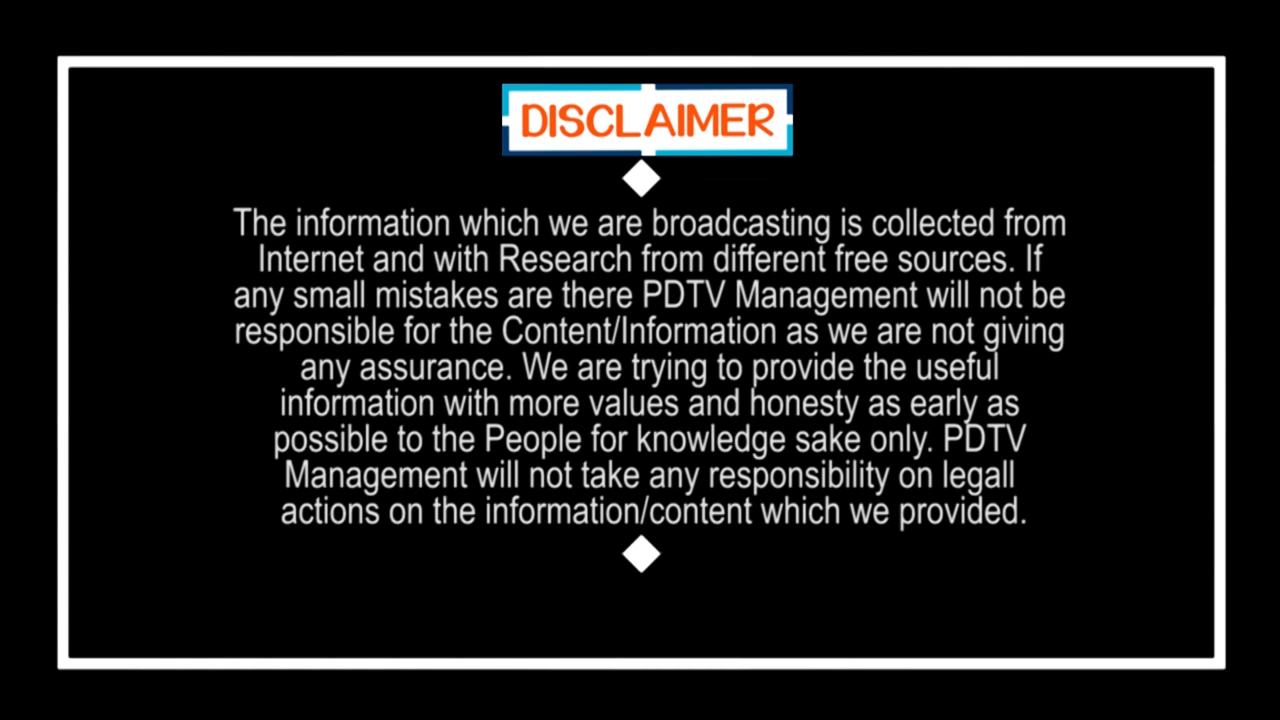 DISCLAIMER
The information which we are broadcasting is collected from
Internet and with Research from different free sources. If
any small mistakes are there PDTV Management will not be
responsible for the Content/Information as we are not giving
any assurance. We are trying to provide the useful
information with more values and honesty as early as
possible to the People for knowledge sake only. PDTV
Management will not take any responsibility on legall
actions on the information/content which we provided.